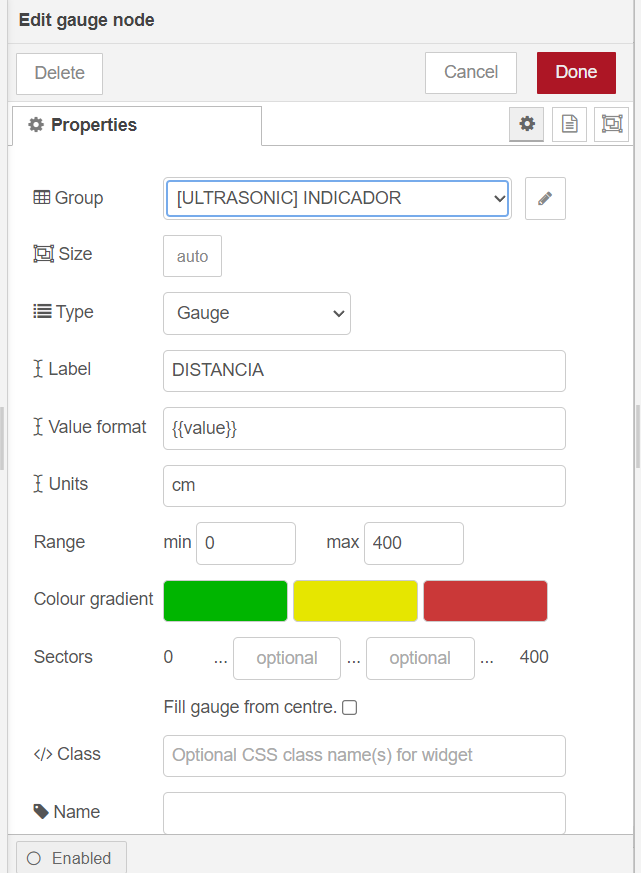 Edit gauge node
Delete Cancel Done
Properties
Group [ULTRASONIC] INDICADOR
Size auto
Type Gauge
Label DISTANCIA
Value format {{value}}
Units cm
Range min 0 max 400
Colour gradient
Sectors 0 ... optional ... optional ... 400
Fill gauge from centre.
</> Class Optional CSS class name(s) for widget
Name
Enabled